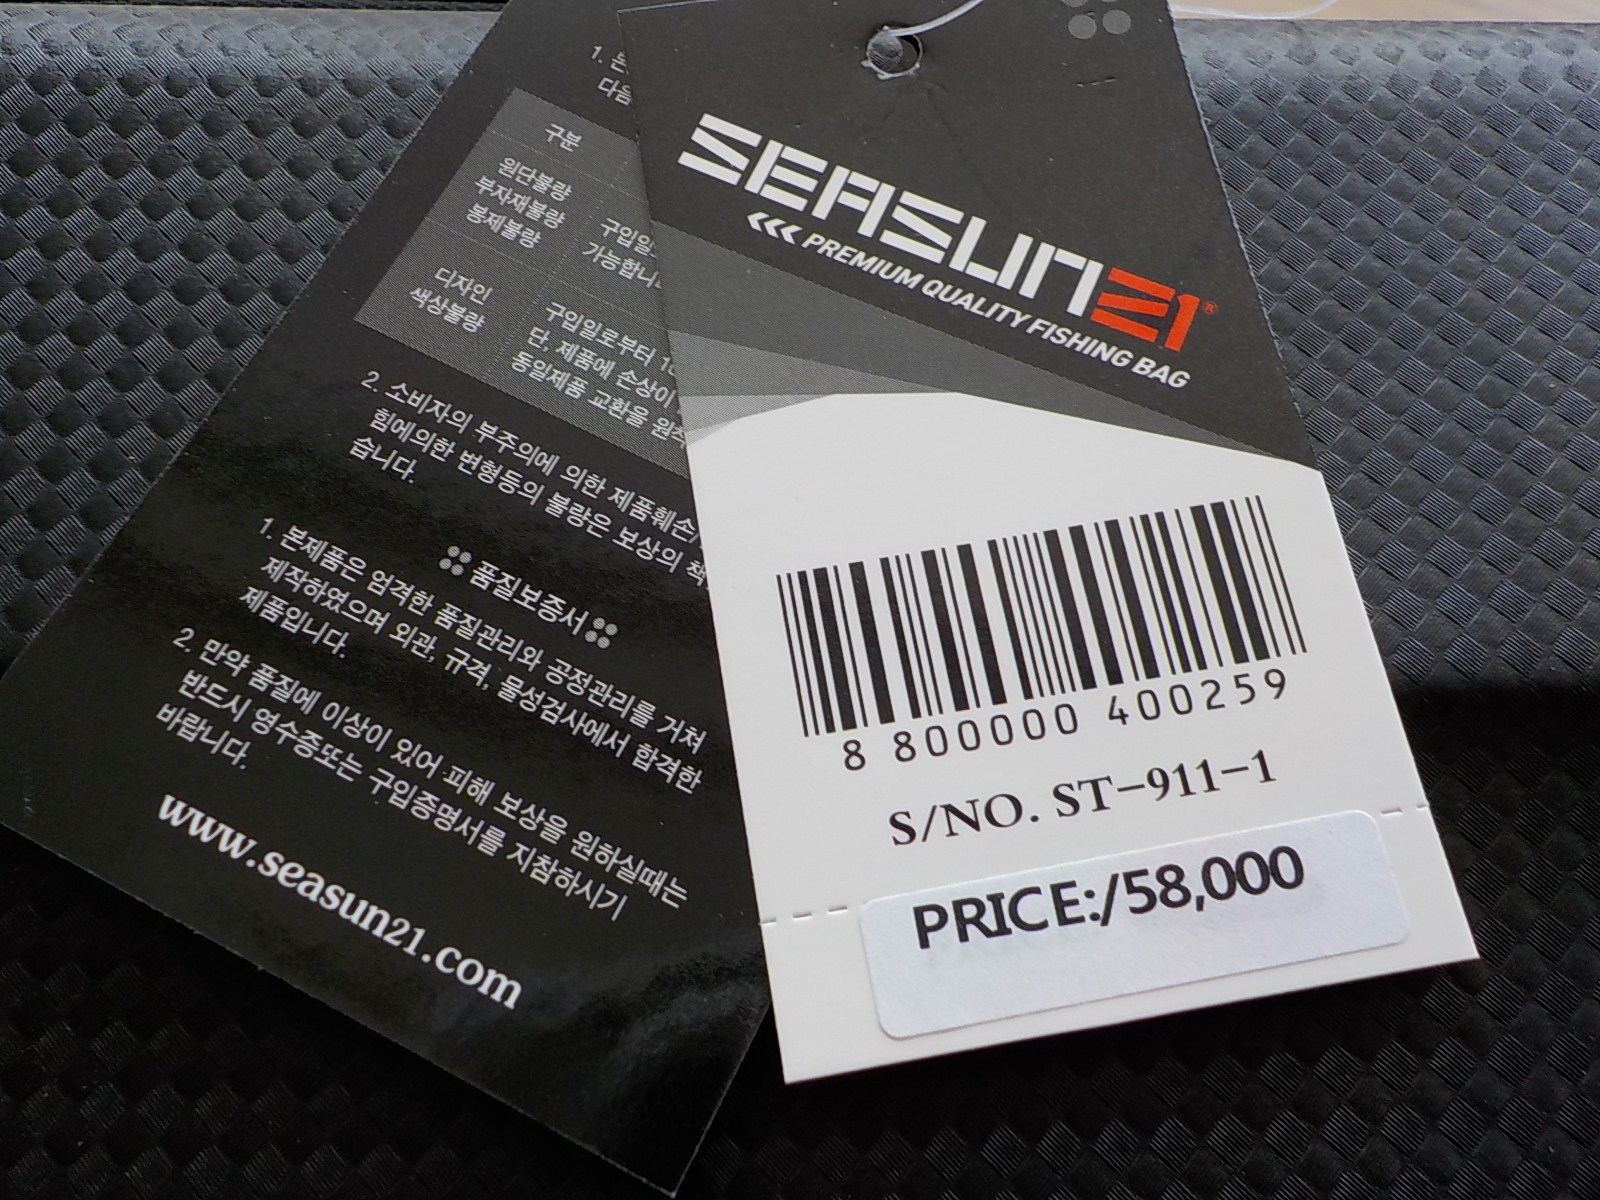 1. 본
다음
구분
원단불량
부자재불량
봉제불량
구입일
가능합니
디자인
색상불량
구입일로부터
단, 제품에 손상이
동일제품 교환을 원칙
2. 소비자의 부주의에 의한 제품훼손/
힘에의한 변형등의 불량은 보상의 책
습니다.
품질보증서
1. 본제품은 엄격한 품질관리와 공정관리를 거쳐
제작하였으며 외관, 규격, 물성검사에서 합격한
제품입니다.
2. 만약 품질에 이상이 있어 피해 보상을 원하실때는
반드시 영수증또는 구입증명서를 지참하시기
바랍니다.
www.seasun21.com
SEASUN21®
PREMIUM QUALITY FISHING BAG
8 800000 400259
S/NO. ST-911-1
PRICE:/58,000